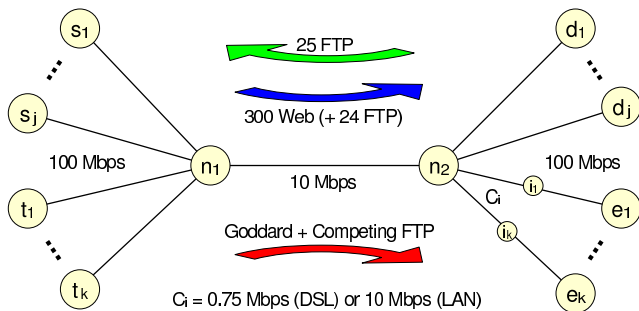 s1
d1
25 FTP
sj
dj
300 Web (+ 24 FTP)
100 Mbps
n1
n2
100 Mbps
10 Mbps
t1
Ci
i1
e1
ik
Goddard + Competing FTP
tk
ek
Ci = 0.75 Mbps (DSL) or 10 Mbps (LAN)